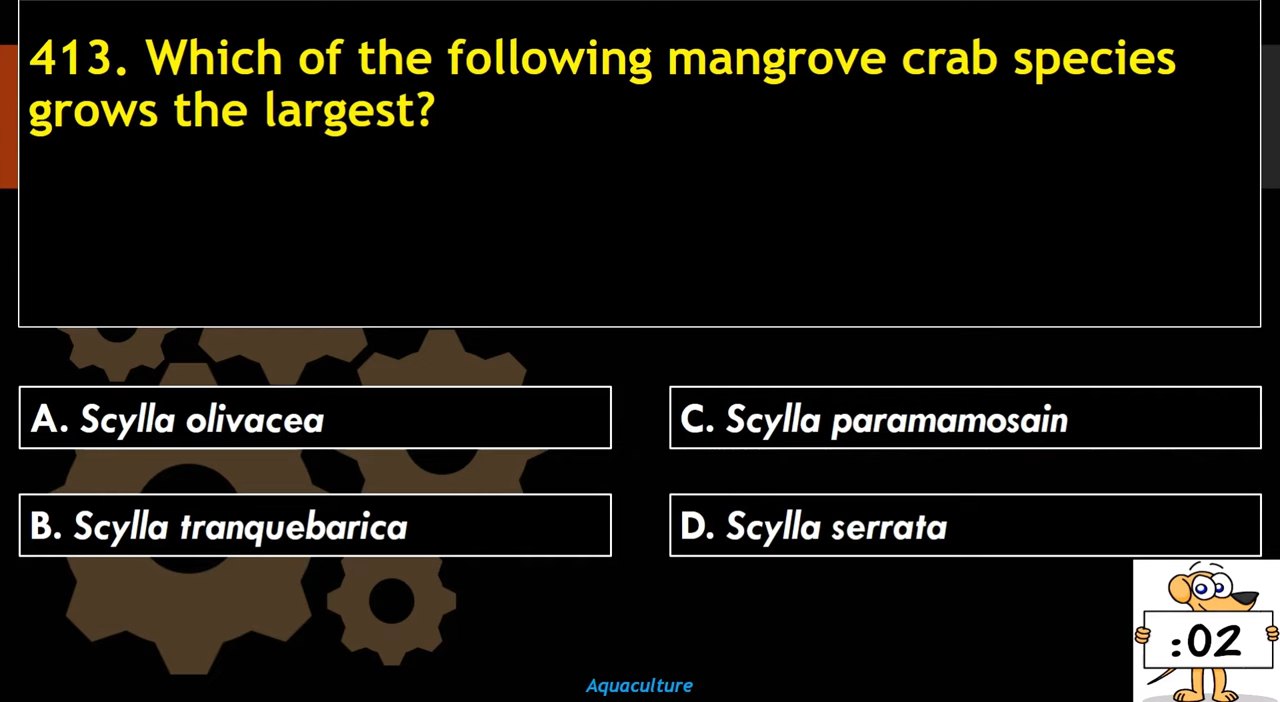 413. Which of the following mangrove crab species
grows the largest?
A. Scylla olivacea
B. Scylla tranquebarica
C. Scylla paramamosain
D. Scylla serrata
:02
Aquaculture